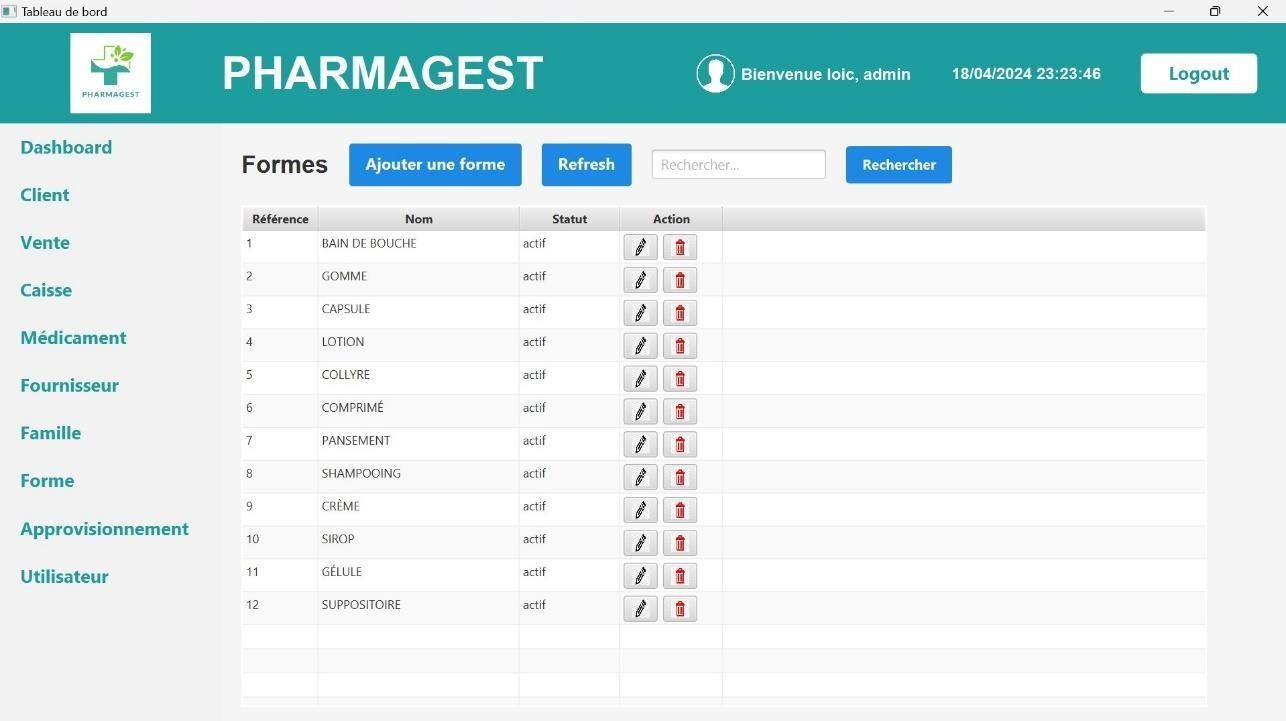 Tableau de bord
PHARMAGEST
PHARMAGEST
Bienvenue loic, admin
18/04/2024 23:23:46
Logout
Dashboard
Client
Vente
Caisse
Médicament
Fournisseur
Famille
Forme
Approvisionnement
Utilisateur
Formes
Ajouter une forme
Refresh
Rechercher...
Rechercher
Référence Nom Statut Action
1 BAIN DE BOUCHE actif
2 GOMME actif
3 CAPSULE actif
4 LOTION actif
5 COLLYRE actif
6 COMPRIMÉ actif
7 PANSEMENT actif
8 SHAMPOOING actif
9 CRÈME actif
10 SIROP actif
11 GÉLULE actif
12 SUPPOSITOIRE actif